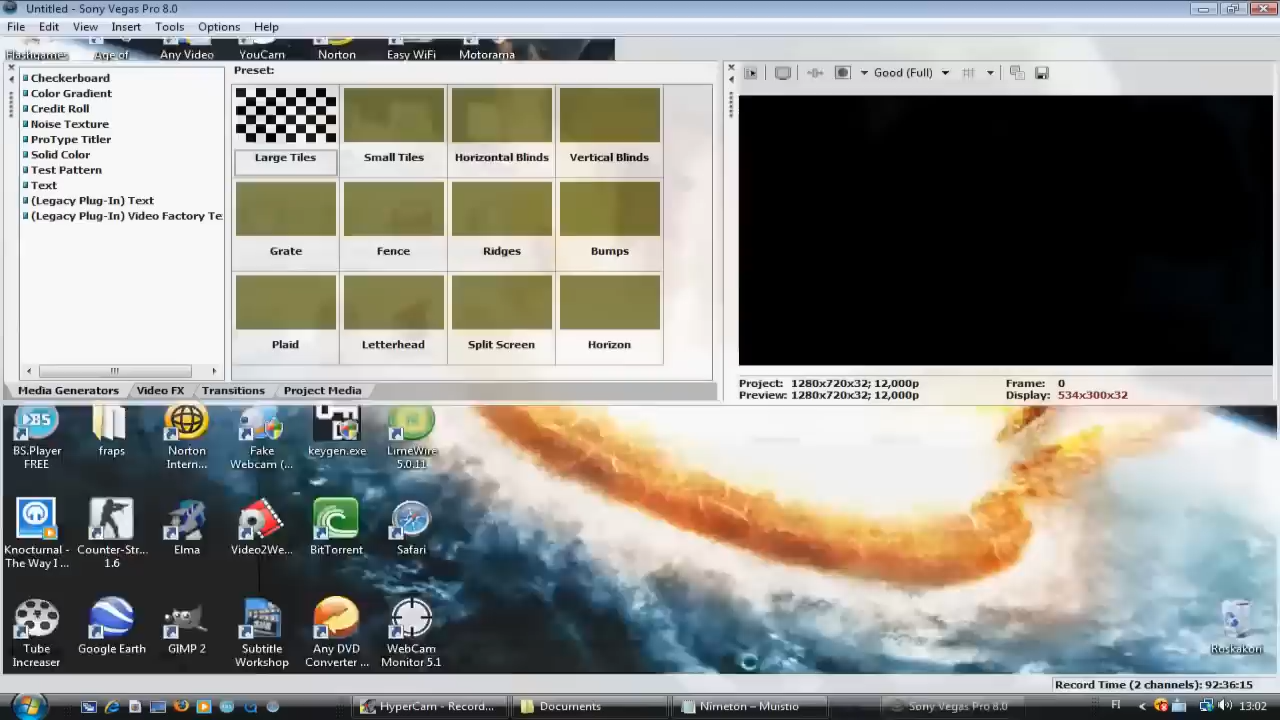 Untitled - Sony Vegas Pro 8.0
File Edit View Insert Tools Options Help
Flashgames Age of Any Video YouCam Norton Easy WiFi Motorama
Preset:
Checkerboard
Color Gradient
Credit Roll
Noise Texture
ProType Titler
Solid Color
Test Pattern
Text
(Legacy Plug-In) Text
(Legacy Plug-In) Video Factory Te
Large Tiles Small Tiles Horizontal Blinds Vertical Blinds
Grate Fence Ridges Bumps
Plaid Letterhead Split Screen Horizon
Good (Full)
Media Generators Video FX Transitions Project Media
Project: 1280x720x32; 12,000p Frame: 0
Preview: 1280x720x32; 12,000p Display: 534x300x32
BS.Player FREE
fraps
Norton Intern...
Fake Webcam (...
keygen.exe
LimeWire 5.0.11
Knocturnal - The Way I ...
Counter-Str... 1.6
Elma
Video2We...
BitTorrent
Safari
Tube Increaser
Google Earth
GIMP 2
Subtitle Workshop
Any DVD Converter ...
WebCam Monitor 5.1
Roskakori
Record Time (2 channels): 92:36:15
HyperCam - Record... Documents Nimeton – Muistio Sony Vegas Pro 8.0 FI 13:02